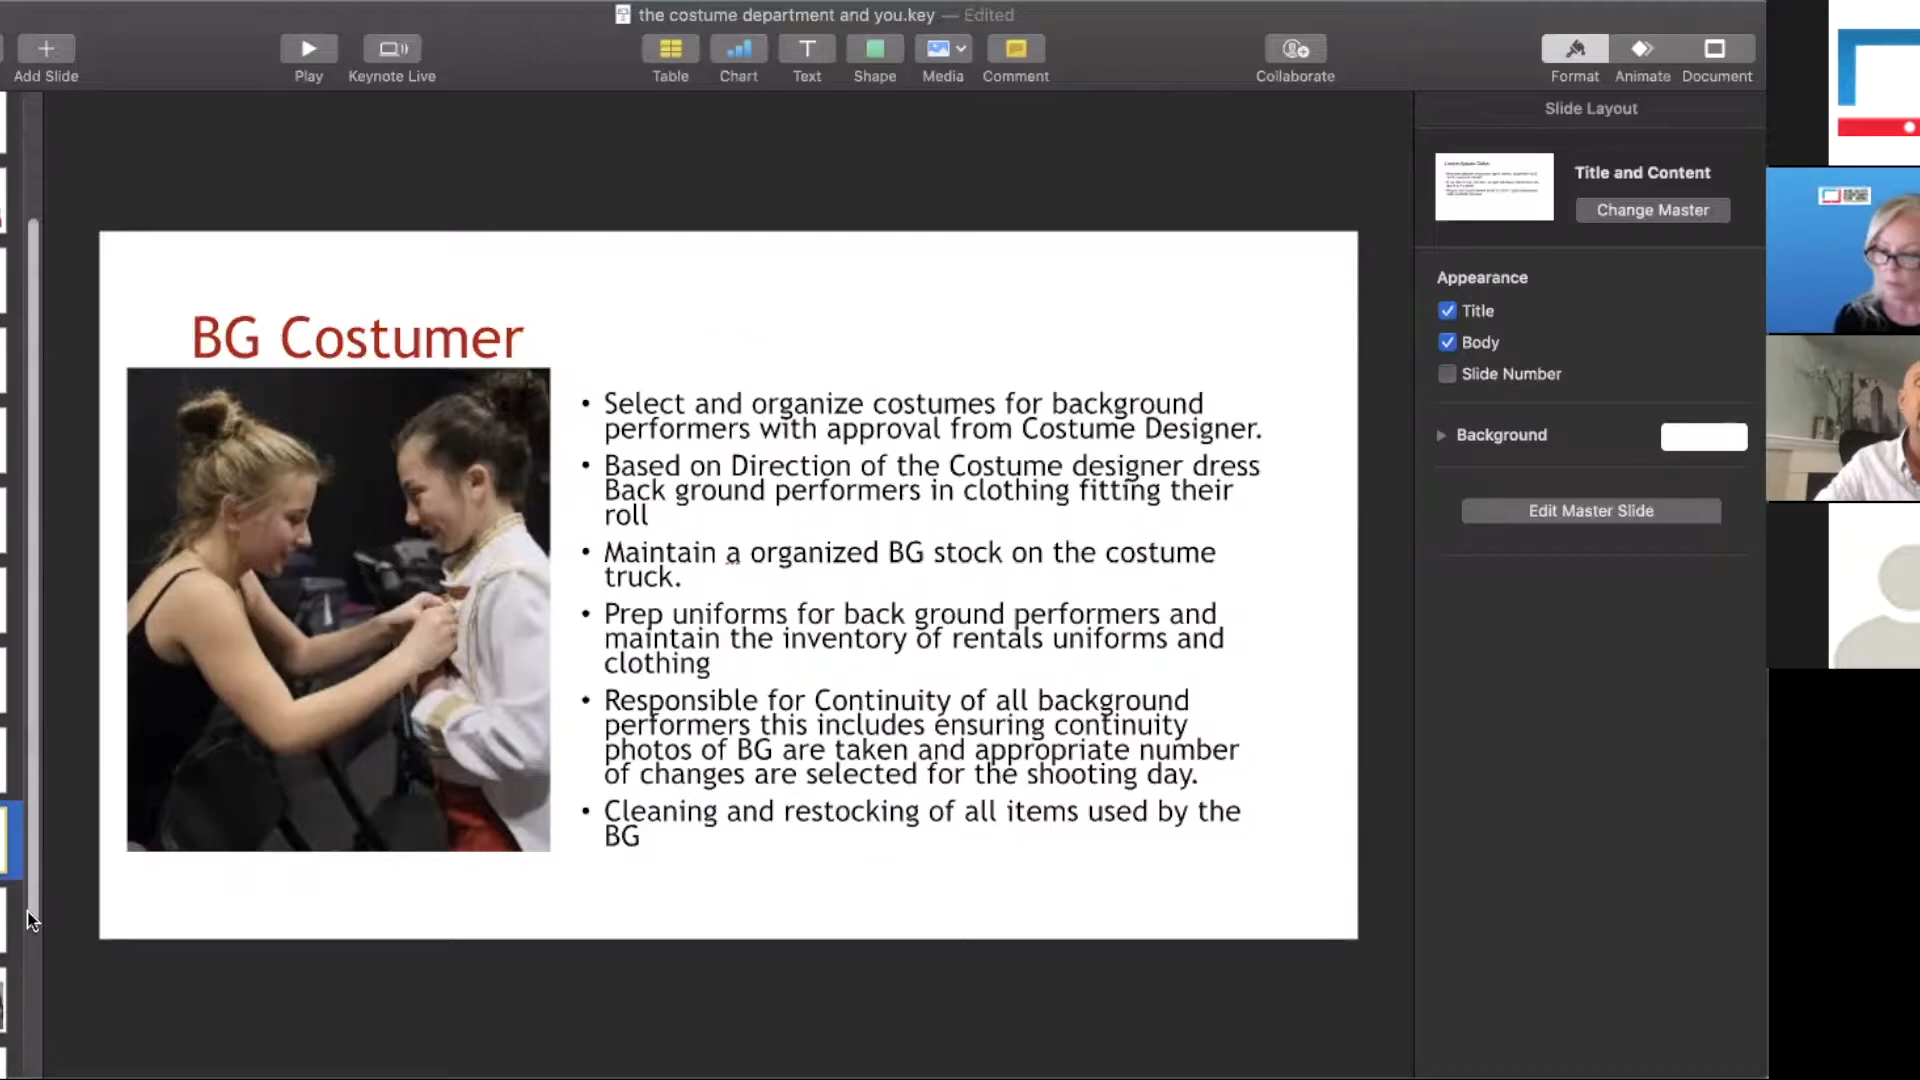 the costume department and you.key — Edited
Add Slide
Play
Keynote Live
Table
Chart
Text
Shape
Media
Comment
Collaborate
Format
Animate
Document
Slide Layout
Title and Content
Change Master
Appearance
Title
Body
Slide Number
Background
Edit Master Slide
BG Costumer
• Select and organize costumes for background
performers with approval from Costume Designer.
• Based on Direction of the Costume designer dress
Back ground performers in clothing fitting their
roll
• Maintain a organized BG stock on the costume
truck.
• Prep uniforms for back ground performers and
maintain the inventory of rentals uniforms and
clothing
• Responsible for Continuity of all background
performers this includes ensuring continuity
photos of BG are taken and appropriate number
of changes are selected for the shooting day.
• Cleaning and restocking of all items used by the
BG